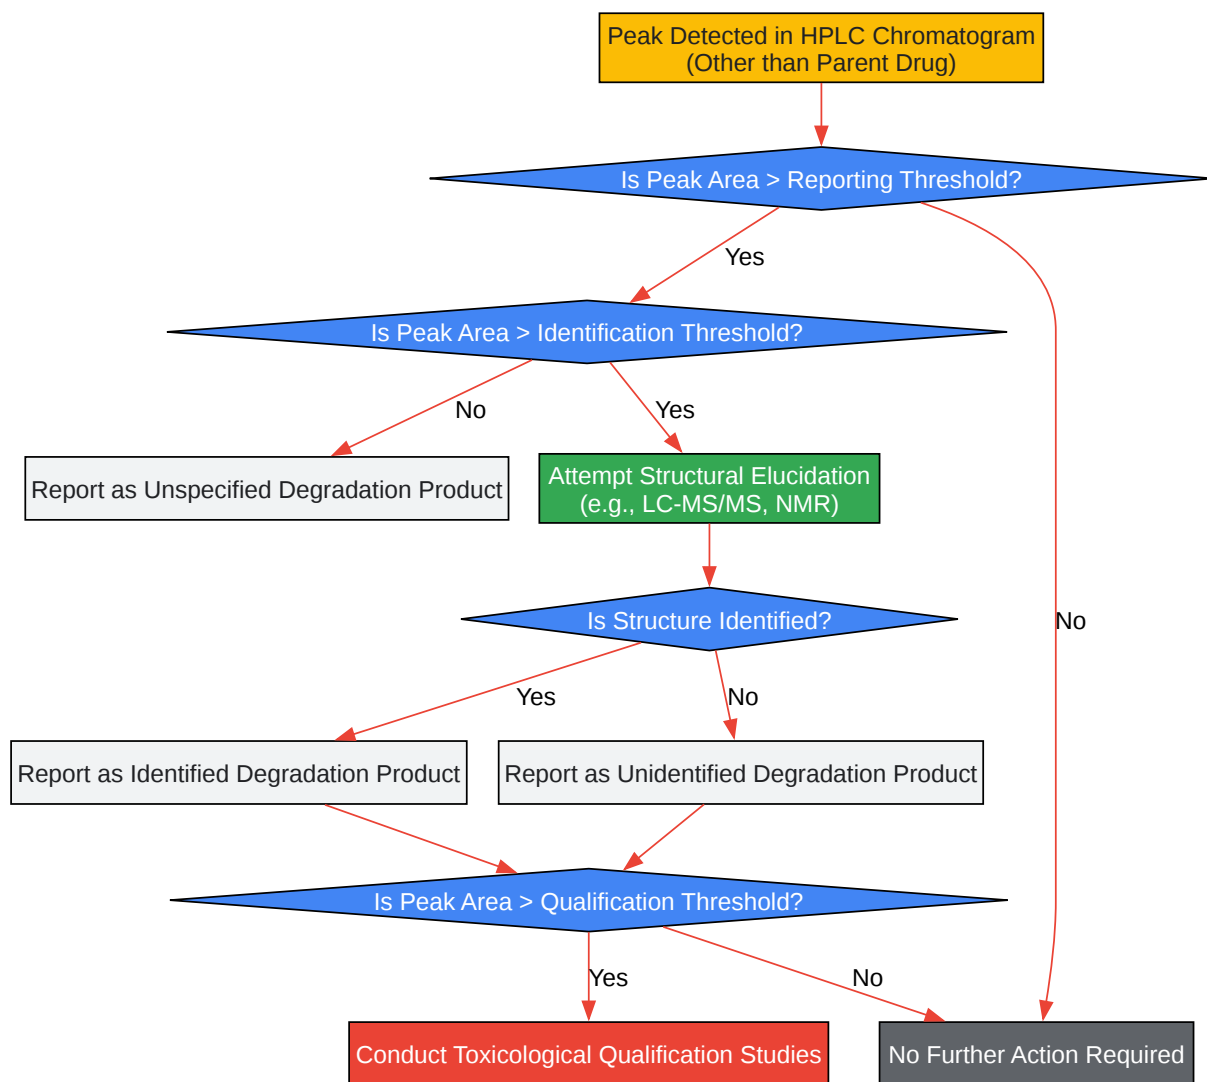 Peak Detected in HPLC Chromatogram
(Other than Parent Drug)
Is Peak Area > Reporting Threshold?
Yes
Is Peak Area > Identification Threshold?
No
Yes
Report as Unspecified Degradation Product
Attempt Structural Elucidation
(e.g., LC-MS/MS, NMR)
Is Structure Identified?
No
Yes
No
Report as Identified Degradation Product
Report as Unidentified Degradation Product
Is Peak Area > Qualification Threshold?
Yes
No
Conduct Toxicological Qualification Studies
No Further Action Required